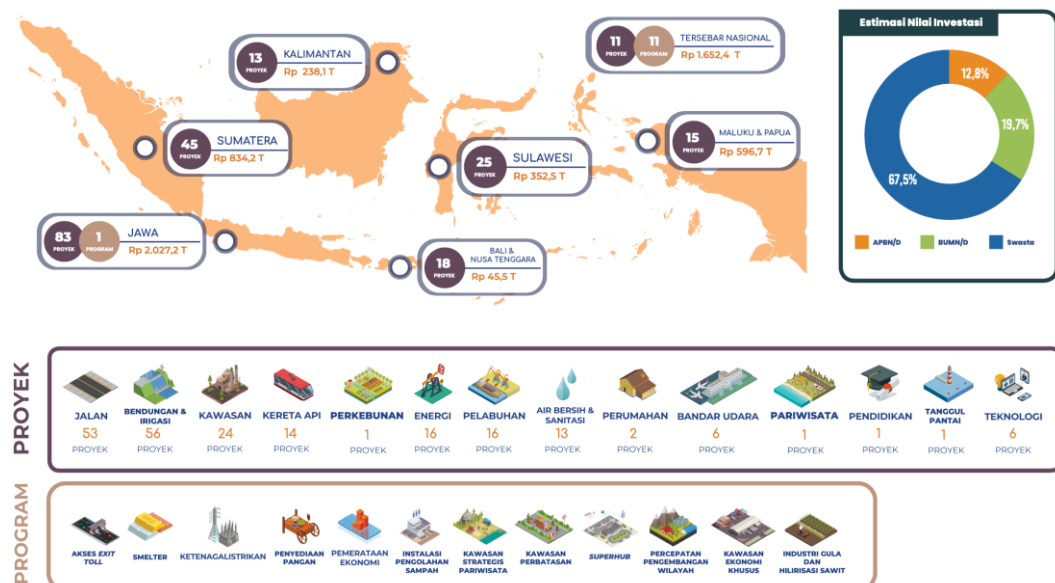 13
PROYEK
KALIMANTAN
Rp 238,1 T
11
PROYEK
11
PROGRAM
TERSEBAR NASIONAL
Rp 1.652,4 T
45
PROYEK
SUMATERA
Rp 834,2 T
25
PROYEK
SULAWESI
Rp 352,5 T
15
PROYEK
MALUKU & PAPUA
Rp 596,7 T
83
PROYEK
1
PROGRAM
JAWA
Rp 2.027,2 T
18
PROYEK
BALI &
NUSA TENGGARA
Rp 45,5 T
Estimasi Nilai Investasi
12,8%
19,7%
67,5%
APBN/D
BUMN/D
Swasta
PROYEK
JALAN
53
PROYEK
BENDUNGAN &
IRIGASI
56
PROYEK
KAWASAN
24
PROYEK
KERETA API
14
PROYEK
PERKEBUNAN
1
PROYEK
ENERGI
16
PROYEK
PELABUHAN
16
PROYEK
AIR BERSIH &
SANITASI
13
PROYEK
PERUMAHAN
2
PROYEK
BANDAR UDARA
6
PROYEK
PARIWISATA
1
PROYEK
PENDIDIKAN
1
PROYEK
TANGGUL
PANTAI
1
PROYEK
TEKNOLOGI
6
PROYEK
PROGRAM
AKSES EXIT
TOLL
SMELTER
KETENAGALISTRIKAN
PENYEDIAAN
PANGAN
PEMERATAAN
EKONOMI
INSTALASI
PENGOLAHAN
SAMPAH
KAWASAN
STRATEGIS
PARIWISATA
KAWASAN
PERBATASAN
SUPERHUB
PERCEPATAN
PENGEMBANGAN
WILAYAH
KAWASAN
EKONOMI
KHUSUS
INDUSTRI GULA
DAN
HILIRISASI SAWIT